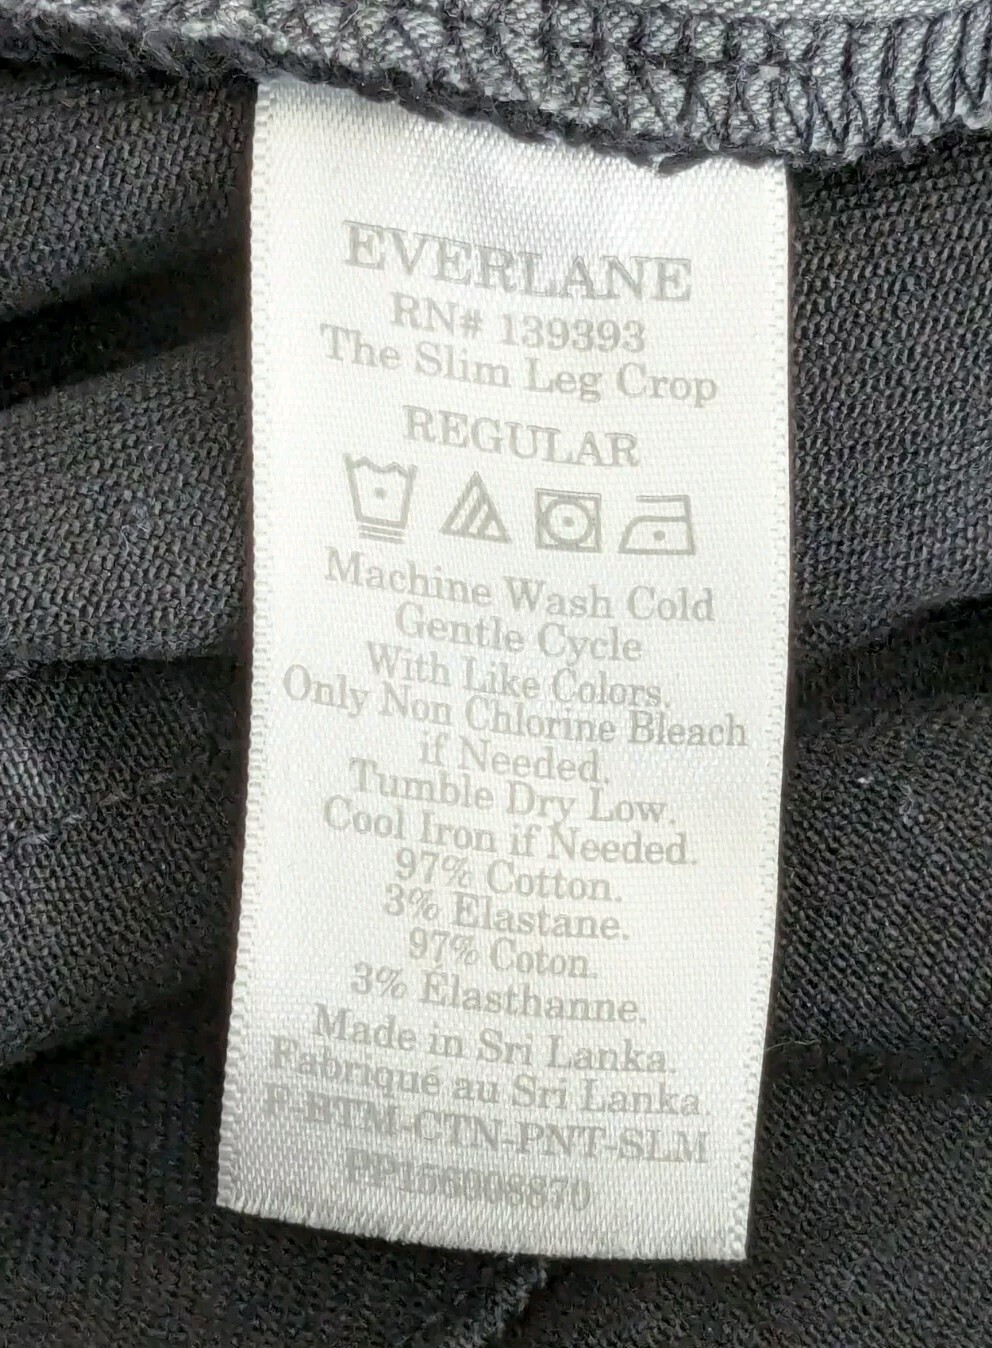 EVERLANE
RN# 139393
The Slim Leg Crop
REGULAR
Machine Wash Cold
Gentle Cycle
With Like Colors.
Only Non Chlorine Bleach
if Needed.
Tumble Dry Low.
Cool Iron if Needed.
97% Cotton.
3% Elastane.
97% Coton.
3% Élasthanne.
Made in Sri Lanka.
Fabriqué au Sri Lanka.
F-BTM-CTN-PNT-SLM
PP156008870